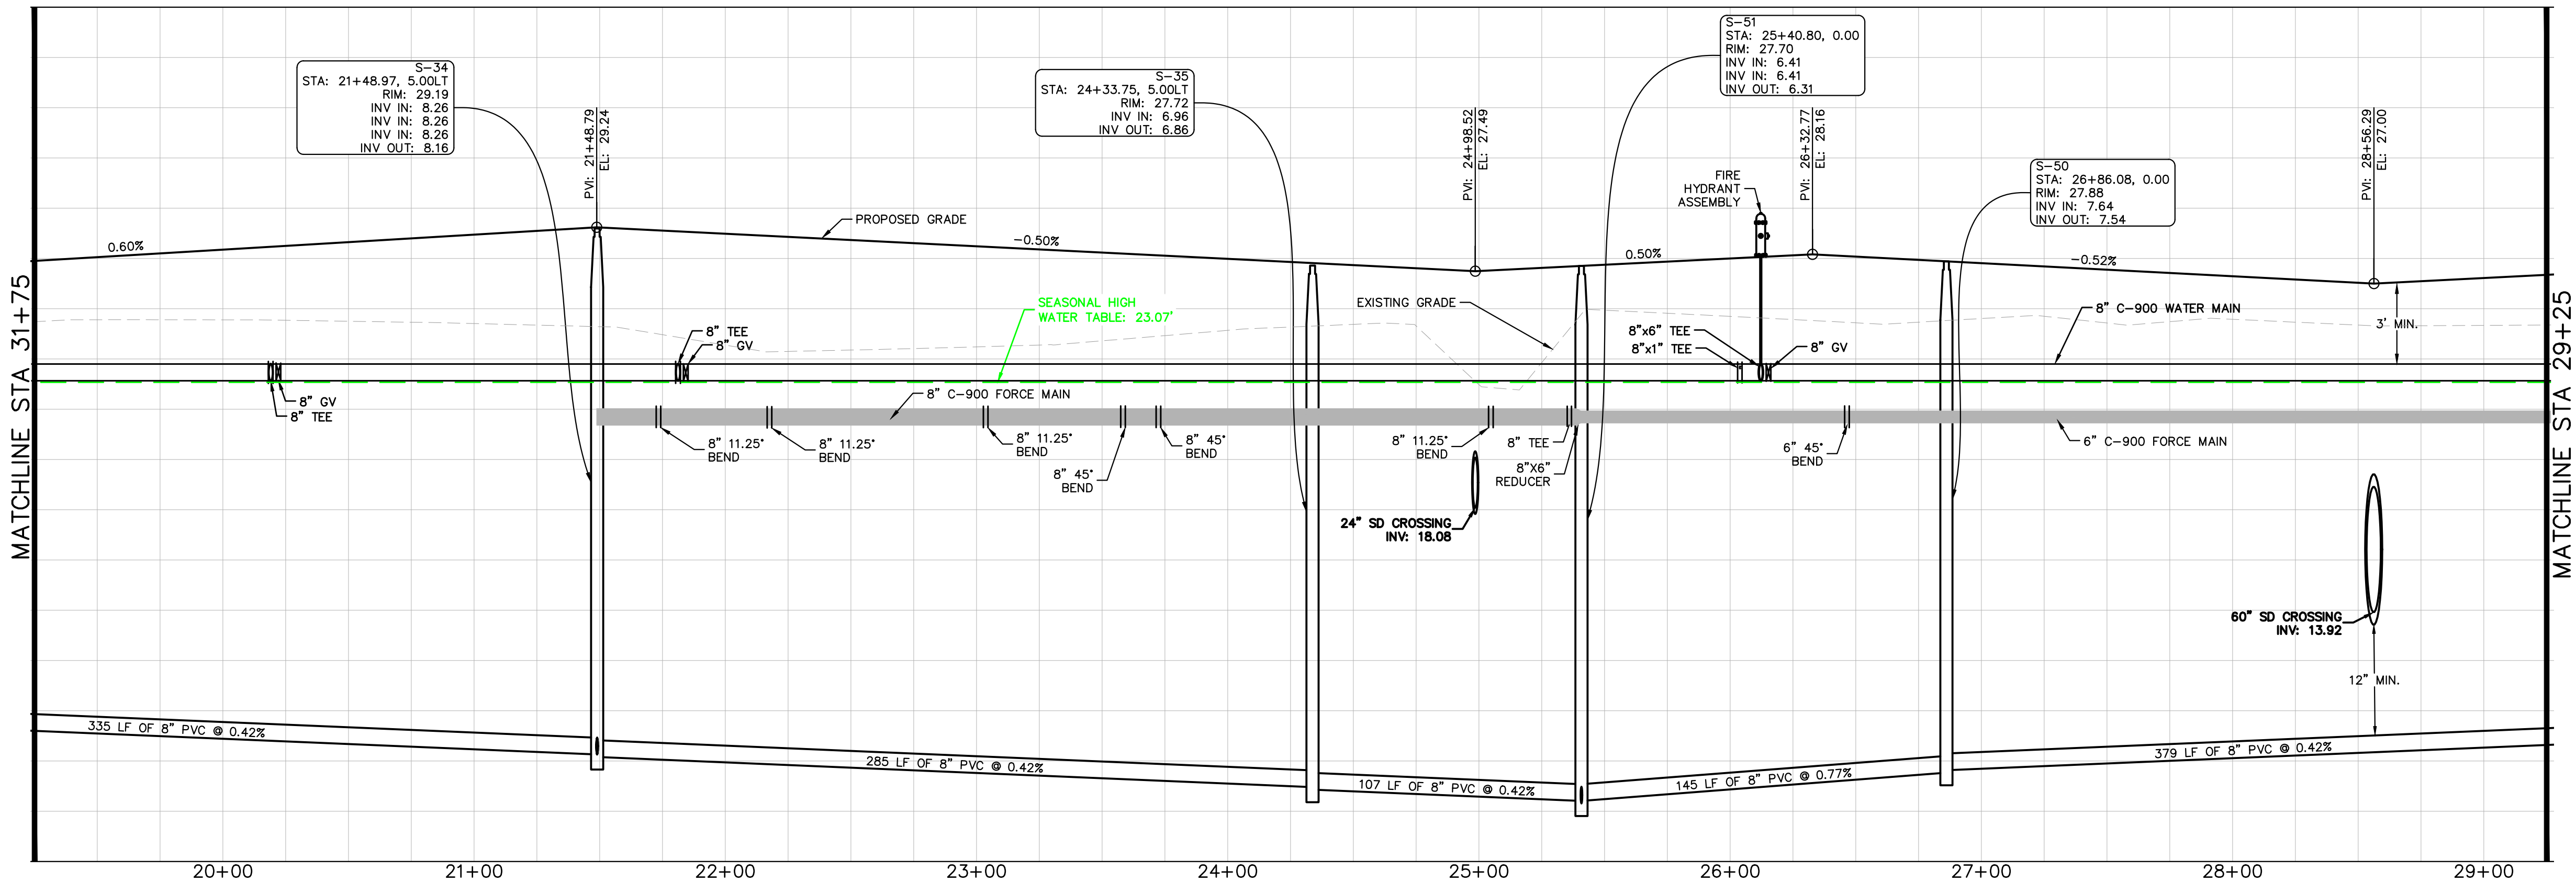 S-34
STA: 21+48.97, 5.00LT
RIM: 29.19
INV IN: 8.26
INV IN: 8.26
INV IN: 8.26
INV OUT: 8.16
PVI: 21+48.79
EL: 29.24
S-35
STA: 24+33.75, 5.00LT
RIM: 27.72
INV IN: 6.96
INV OUT: 6.86
PVI: 24+98.52
EL: 27.49
S-51
STA: 25+40.80, 0.00
RIM: 27.70
INV IN: 6.41
INV IN: 6.41
INV OUT: 6.31
PVI: 26+32.77
EL: 28.16
FIRE
HYDRANT
ASSEMBLY
S-50
STA: 26+86.08, 0.00
RIM: 27.88
INV IN: 7.64
INV OUT: 7.54
PVI: 28+56.29
EL: 27.00
0.60%
PROPOSED GRADE
-0.50%
0.50%
-0.52%
MATCHLINE STA 31+75
SEASONAL HIGH
WATER TABLE: 23.07'
EXISTING GRADE
8" C-900 WATER MAIN
3' MIN.
MATCHLINE STA 29+25
8" TEE
8" GV
8"x6" TEE
8"x1" TEE
8" GV
8" GV
8" TEE
8" C-900 FORCE MAIN
8" 11.25°
BEND
8" 11.25°
BEND
8" 11.25°
BEND
8" 45°
BEND
8" 45°
BEND
8" 11.25°
BEND
8" TEE
8"X6"
REDUCER
6" 45°
BEND
6" C-900 FORCE MAIN
24" SD CROSSING
INV: 18.08
60" SD CROSSING
INV: 13.92
12" MIN.
335 LF OF 8" PVC @ 0.42%
285 LF OF 8" PVC @ 0.42%
107 LF OF 8" PVC @ 0.42%
145 LF OF 8" PVC @ 0.77%
379 LF OF 8" PVC @ 0.42%
20+00
21+00
22+00
23+00
24+00
25+00
26+00
27+00
28+00
29+00